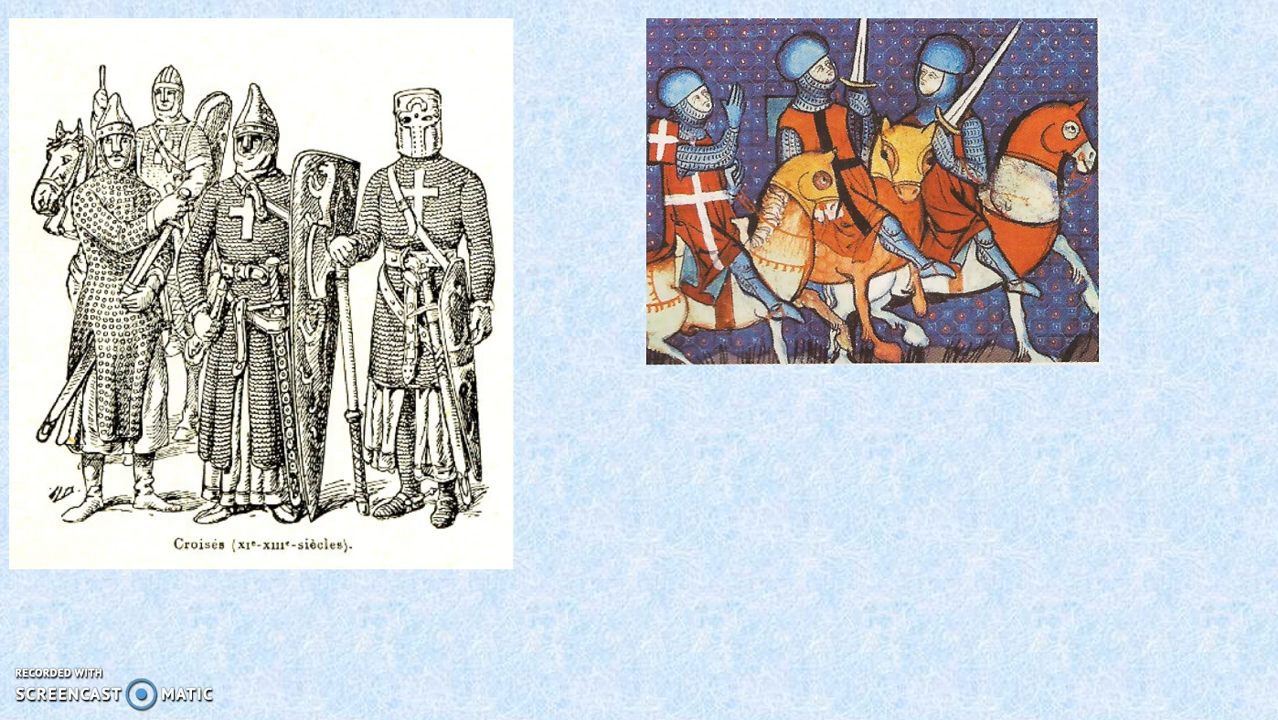 Croisés (XIᵉ-XIIIᵉ-siècles).
RECORDED WITH
SCREENCAST MATIC